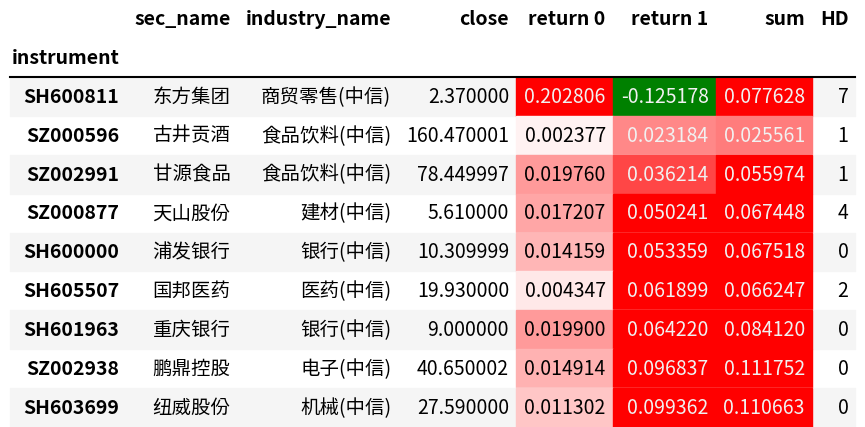 sec_name industry_name close return 0 return 1 sum HD
instrument
SH600811 东方集团 商贸零售(中信) 2.370000 0.202806 -0.125178 0.077628 7
SZ000596 古井贡酒 食品饮料(中信) 160.470001 0.002377 0.023184 0.025561 1
SZ002991 甘源食品 食品饮料(中信) 78.449997 0.019760 0.036214 0.055974 1
SZ000877 天山股份 建材(中信) 5.610000 0.017207 0.050241 0.067448 4
SH600000 浦发银行 银行(中信) 10.309999 0.014159 0.053359 0.067518 0
SH605507 国邦医药 医药(中信) 19.930000 0.004347 0.061899 0.066247 2
SH601963 重庆银行 银行(中信) 9.000000 0.019900 0.064220 0.084120 0
SZ002938 鹏鼎控股 电子(中信) 40.650002 0.014914 0.096837 0.111752 0
SH603699 纽威股份 机械(中信) 27.590000 0.011302 0.099362 0.110663 0